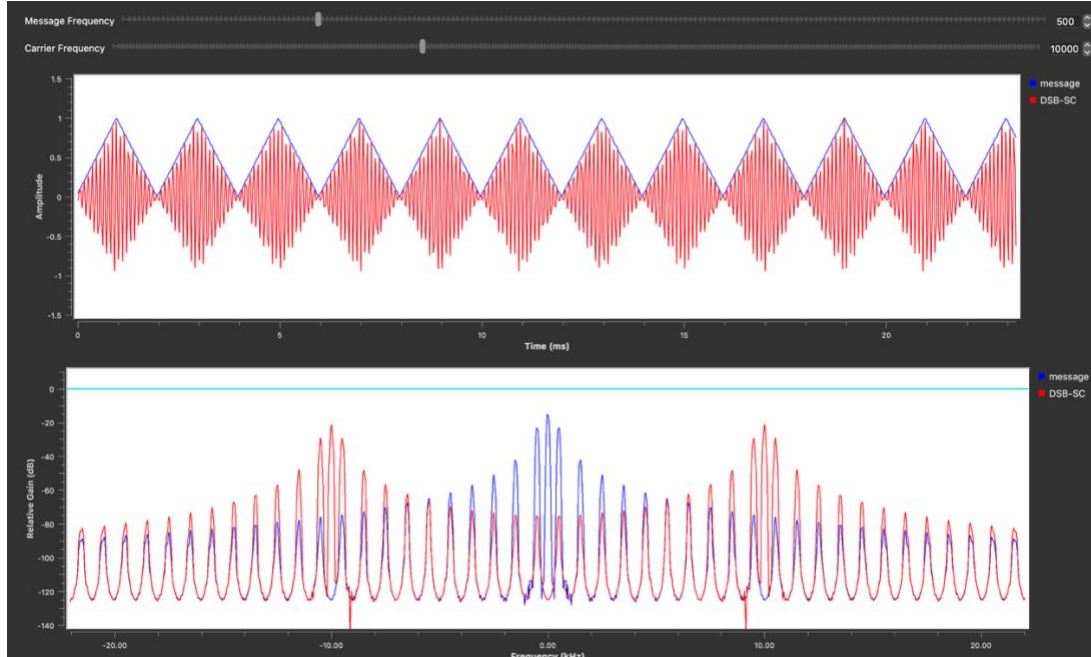 Message Frequency 500
Carrier Frequency 10000
1.5
message
DSB-SC
1
0.5
0
-0.5
-1
-1.5
Amplitude
0 5 10 15 20
Time (ms)
message
DSB-SC
0
-20
-40
-60
-80
-100
-120
-140
Relative Gain (dB)
-20.00 -10.00 0.00 10.00 20.00
Frequency (kHz)